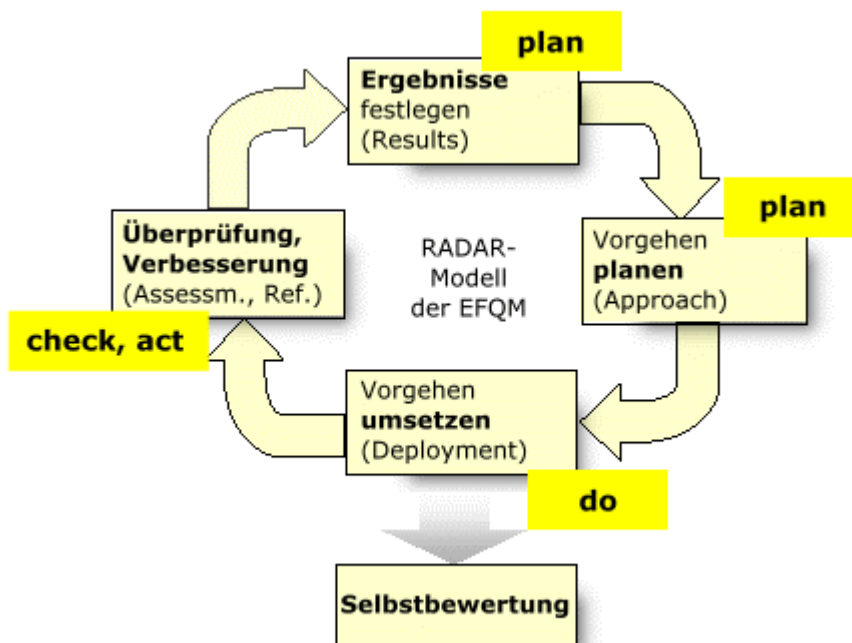 plan
Ergebnisse
festlegen
(Results)
plan
Vorgehen
planen
(Approach)
Überprüfung,
Verbesserung
(Assessm., Ref.)
RADAR-
Modell
der EFQM
check, act
Vorgehen
umsetzen
(Deployment)
do
Selbstbewertung